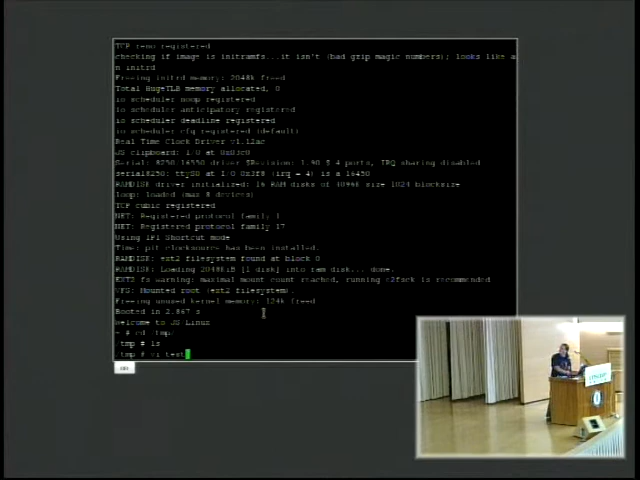 TCP reno registered
checking if image is initramfs...it isn't (bad gzip magic numbers); looks like a
n initrd
Freeing initrd memory: 2048k freed
Total HugeTLB memory allocated, 0
io scheduler noop registered
io scheduler anticipatory registered
io scheduler deadline registered
io scheduler cfq registered (default)
Real Time Clock Driver v1.12ac
JS clipboard: I/O at 0x03c0
Serial: 8250/16550 driver $Revision: 1.90 $ 4 ports, IRQ sharing disabled
serial8250: ttyS0 at I/O 0x3f8 (irq = 4) is a 16450
RAMDISK driver initialized: 16 RAM disks of 4096K size 1024 blocksize
loop: loaded (max 8 devices)
TCP cubic registered
NET: Registered protocol family 1
NET: Registered protocol family 17
Using IPI Shortcut mode
Time: pit clocksource has been installed.
RAMDISK: ext2 filesystem found at block 0
RAMDISK: Loading 2048KiB [1 disk] into ram disk... done.
EXT2-fs warning: maximal mount count reached, running e2fsck is recommended
VFS: Mounted root (ext2 filesystem).
Freeing unused kernel memory: 124k freed
Booted in 2.867 s
Welcome to JS Linux
~ # cd /tmp/
/tmp # ls
/tmp # vi test